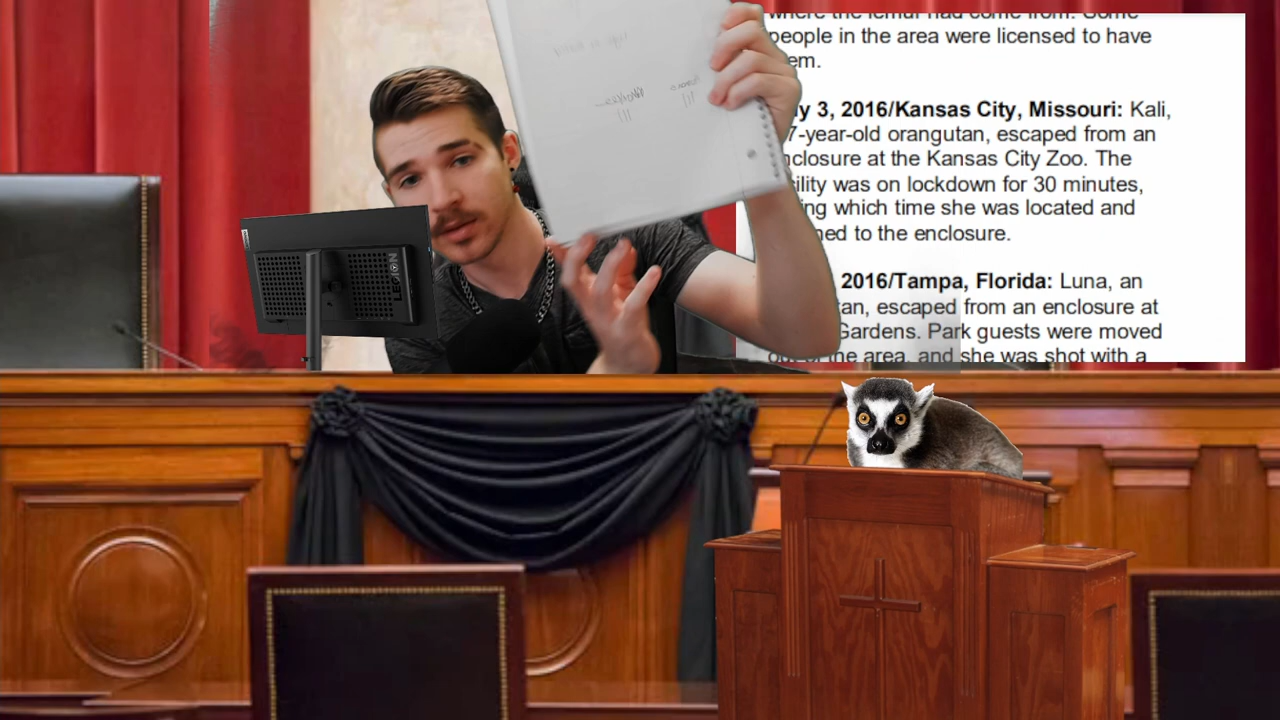 where the lemur had come from. Some
people in the area were licensed to have
em.
y 3, 2016/Kansas City, Missouri: Kali,
7-year-old orangutan, escaped from an
nclosure at the Kansas City Zoo. The
ility was on lockdown for 30 minutes,
ing which time she was located and
ned to the enclosure.
2016/Tampa, Florida: Luna, an
tan, escaped from an enclosure at
Gardens. Park guests were moved
out of the area, and she was shot with a
LEGION